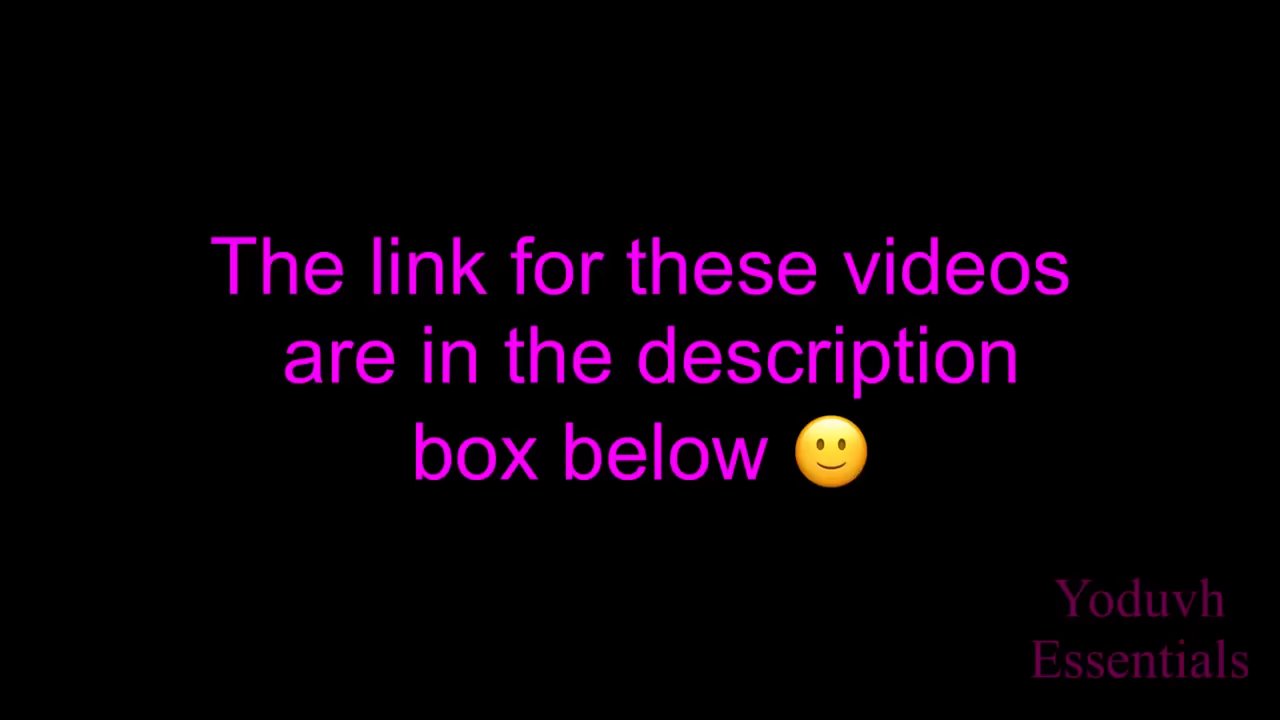 The link for these videos
are in the description
box below 🙂
Yoduvh
Essentials